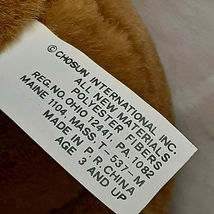 © CHOSUN INTERNATIONAL INC.
ALL NEW MATERIALS
POLYESTER FIBERS
REG. NO. OHIO 12441, PA. 1082
MAINE 1104, MASS. T - 537 - M
MADE IN P. R. CHINA
AGE 3 AND UP